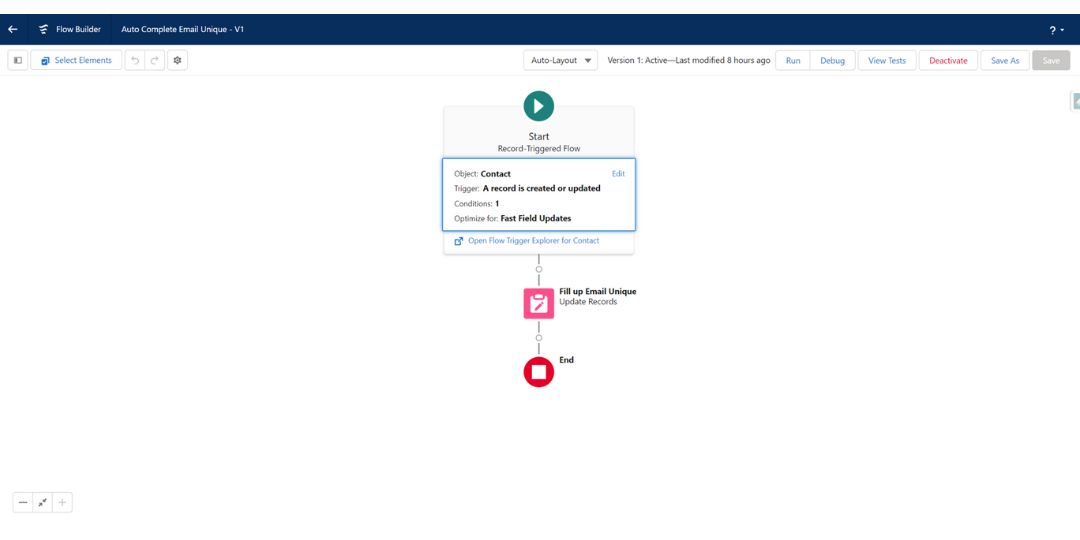 Flow Builder Auto Complete Email Unique - V1 ?
Select Elements Auto-Layout Version 1: Active—Last modified 8 hours ago Run Debug View Tests Deactivate Save As Save
Start
Record-Triggered Flow
Object: Contact Edit
Trigger: A record is created or updated
Conditions: 1
Optimize for: Fast Field Updates
Open Flow Trigger Explorer for Contact
Fill up Email Unique
Update Records
End